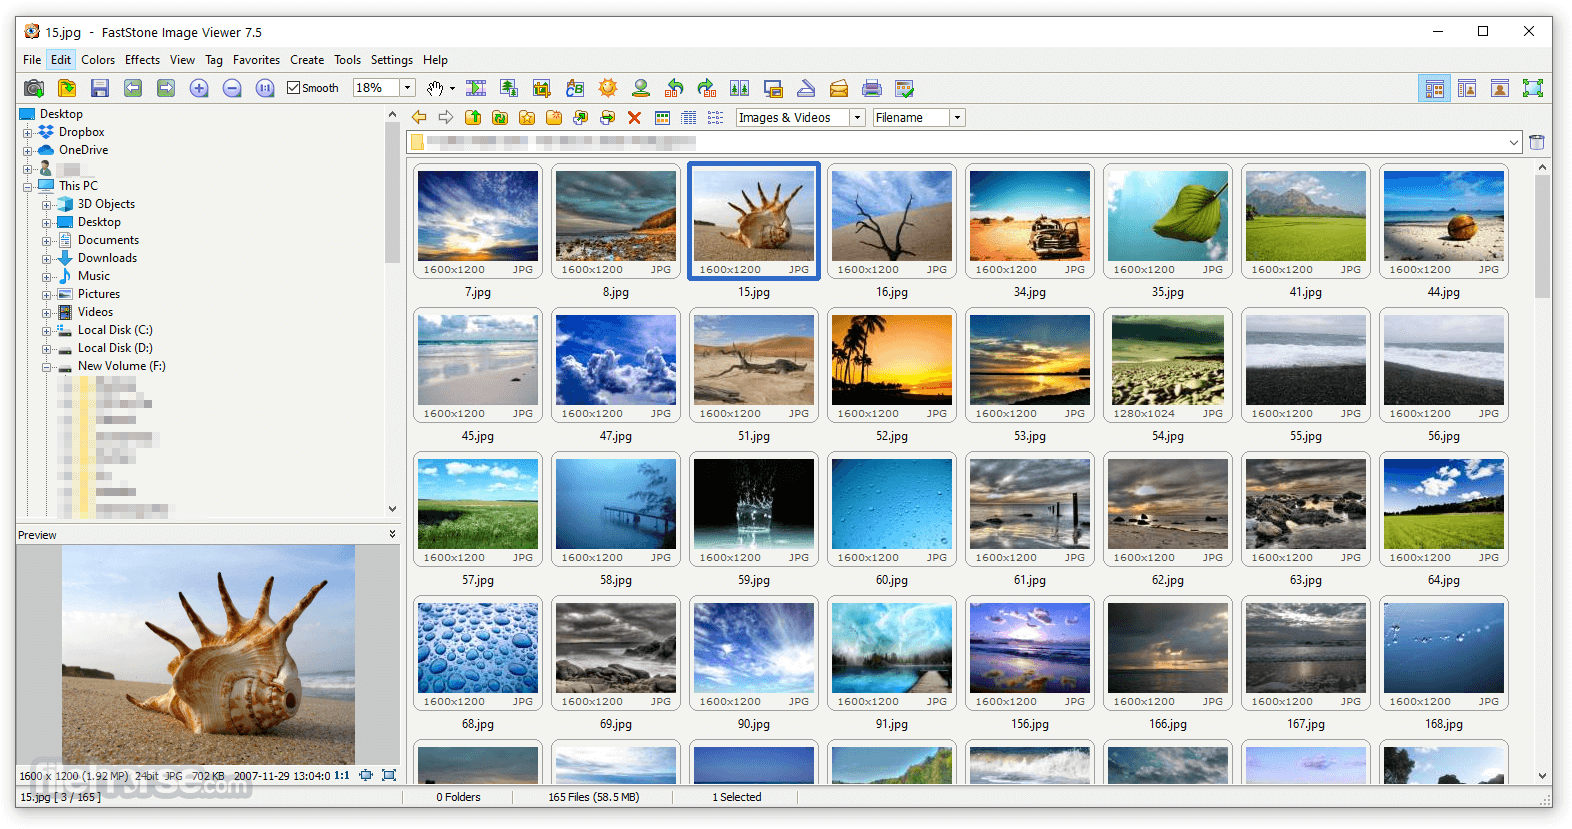 15.jpg - FastStone Image Viewer 7.5
File Edit Colors Effects View Tag Favorites Create Tools Settings Help
1:1 Smooth 18%
Desktop
Dropbox
OneDrive
This PC
3D Objects
Desktop
Documents
Downloads
Music
Pictures
Videos
Local Disk (C:)
Local Disk (D:)
New Volume (F:)
Preview
1600 x 1200 (1.92 MP) 24bit JPG 702 KB 2007-11-29 13:04:0 1:1
filehorse.com
Images & Videos Filename
1600x1200 JPG 1600x1200 JPG 1600x1200 JPG 1600x1200 JPG 1600x1200 JPG 1600x1200 JPG 1600x1200 JPG 1600x1200 JPG
7.jpg 8.jpg 15.jpg 16.jpg 34.jpg 35.jpg 41.jpg 44.jpg
1600x1200 JPG 1600x1200 JPG 1600x1200 JPG 1600x1200 JPG 1600x1200 JPG 1280x1024 JPG 1600x1200 JPG 1600x1200 JPG
45.jpg 47.jpg 51.jpg 52.jpg 53.jpg 54.jpg 55.jpg 56.jpg
1600x1200 JPG 1600x1200 JPG 1600x1200 JPG 1600x1200 JPG 1600x1200 JPG 1600x1200 JPG 1600x1200 JPG 1600x1200 JPG
57.jpg 58.jpg 59.jpg 60.jpg 61.jpg 62.jpg 63.jpg 64.jpg
1600x1200 JPG 1600x1200 JPG 1600x1200 JPG 1600x1200 JPG 1600x1200 JPG 1600x1200 JPG 1600x1200 JPG 1600x1200 JPG
68.jpg 69.jpg 90.jpg 91.jpg 156.jpg 166.jpg 167.jpg 168.jpg
15.jpg [ 3 / 165 ] 0 Folders 165 Files (58.5 MB) 1 Selected